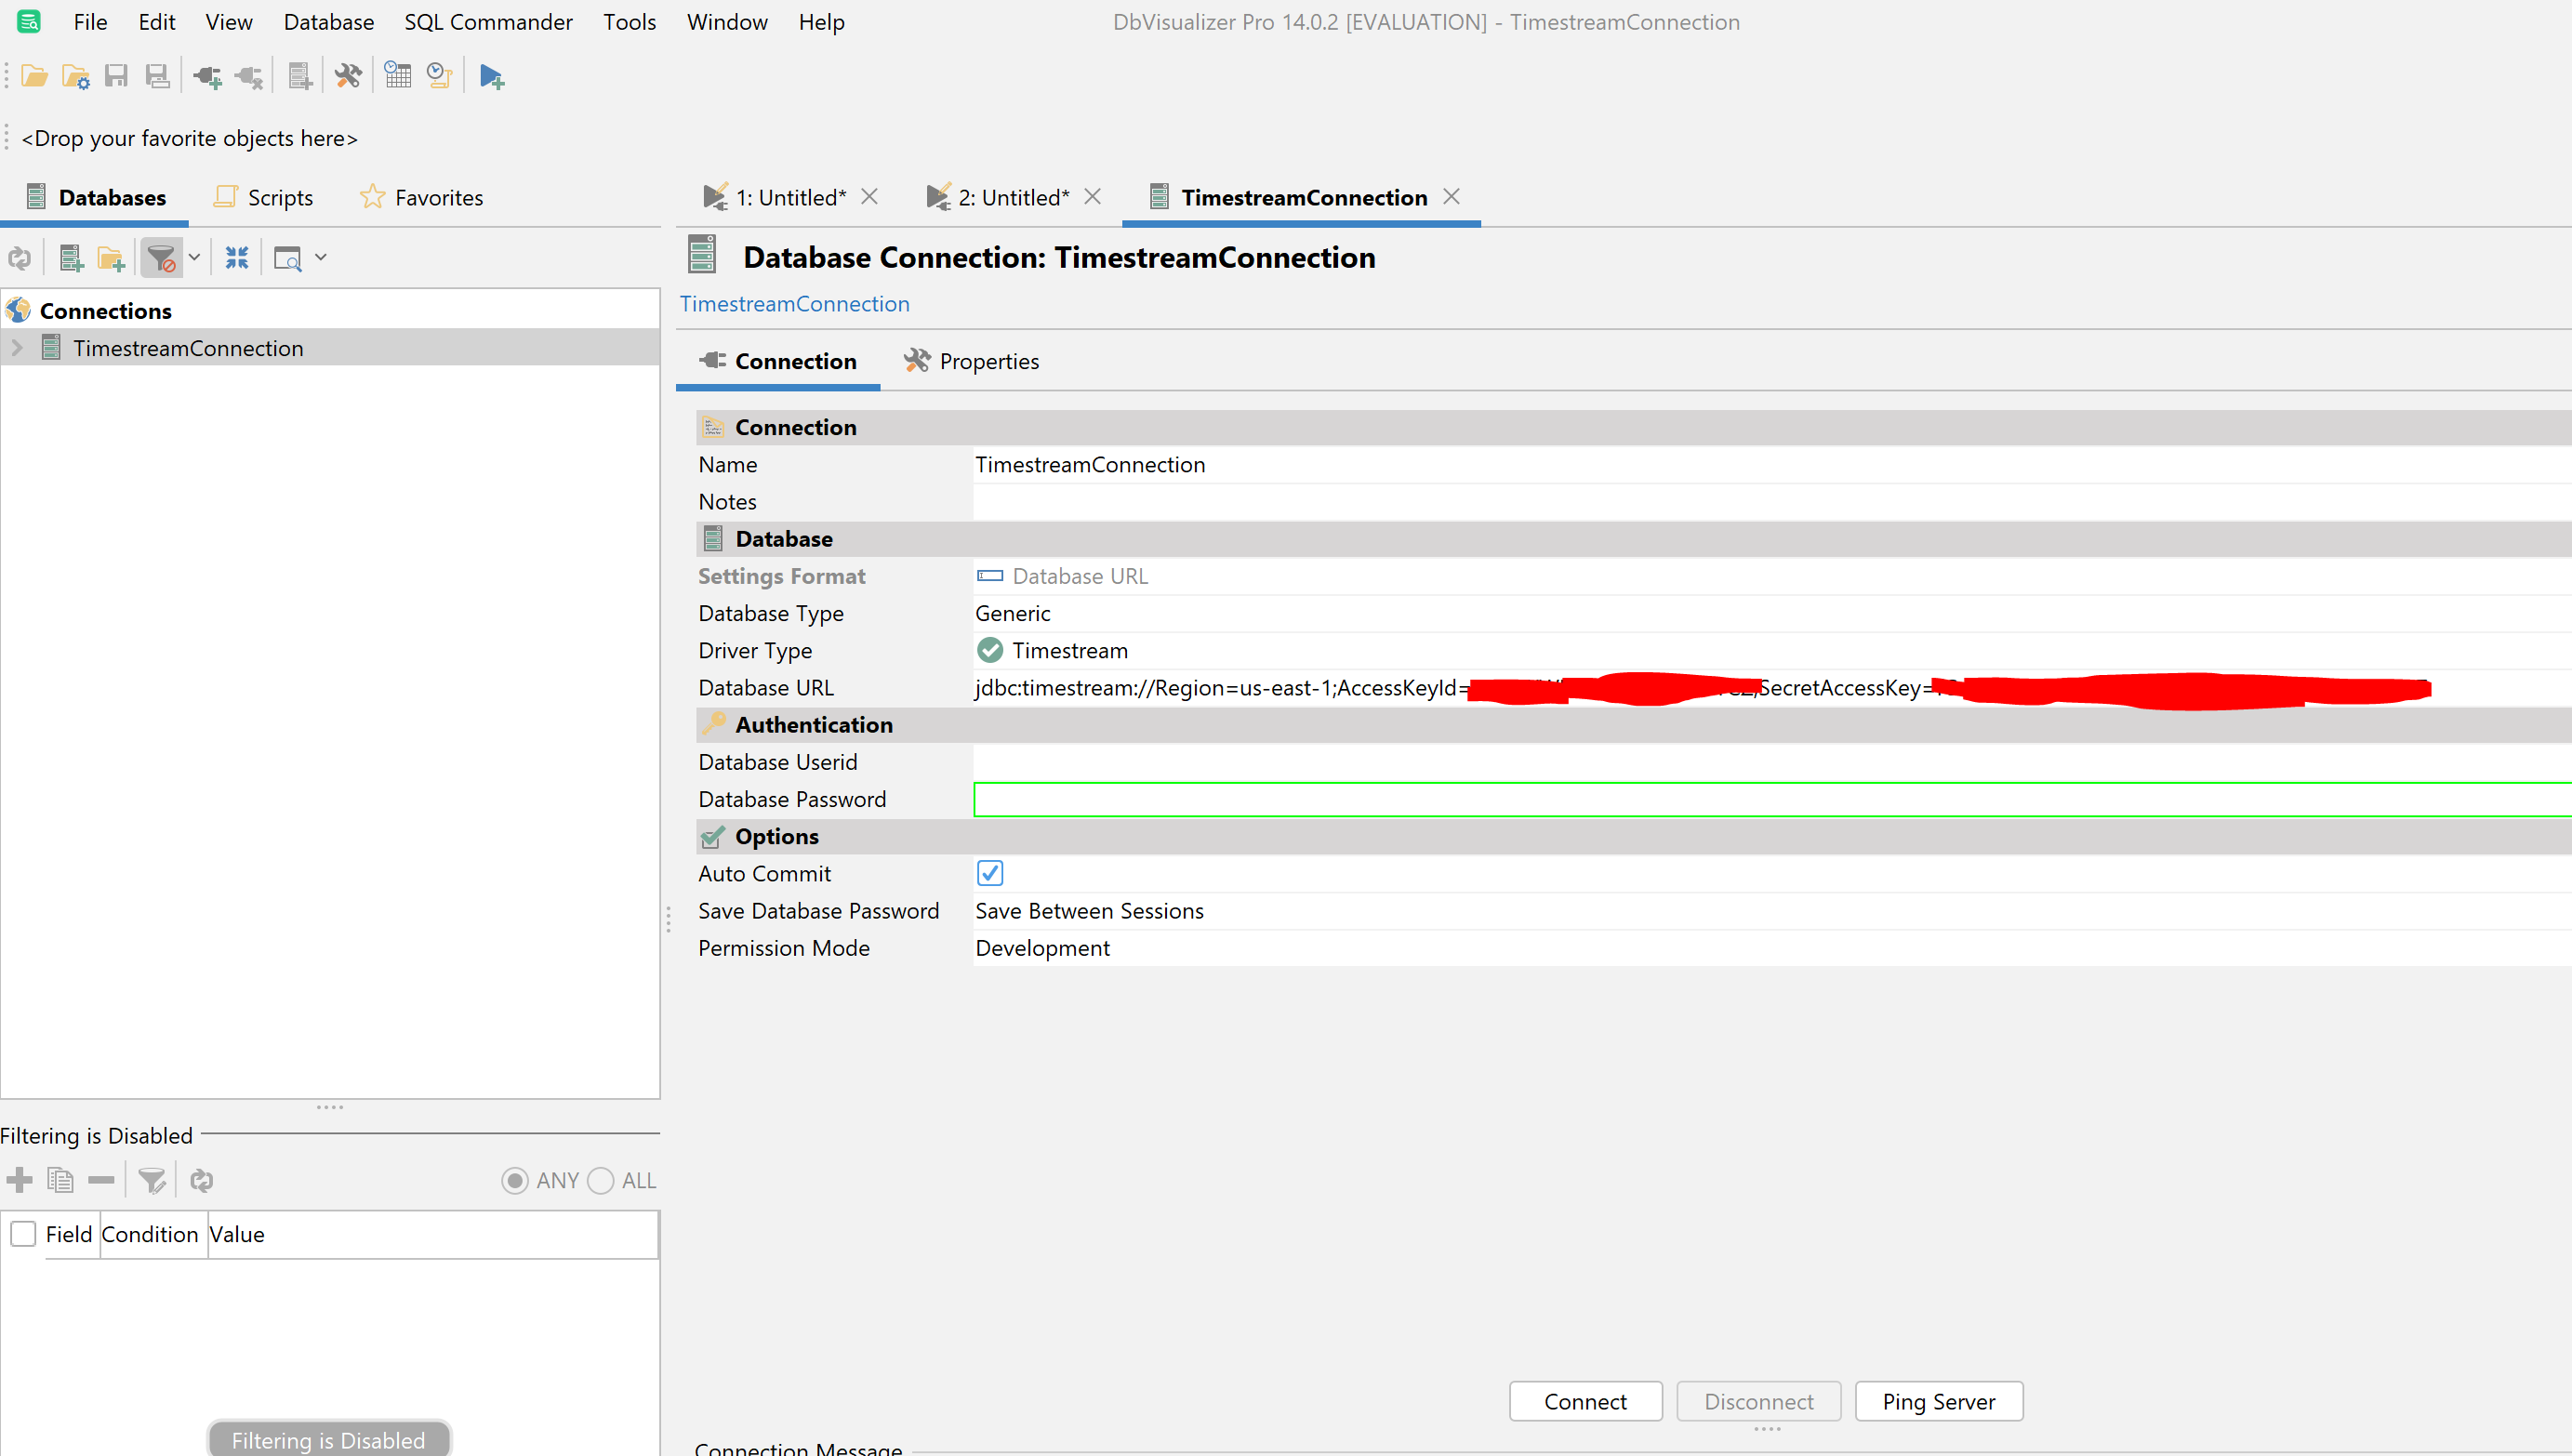 File Edit View Database SQL Commander Tools Window Help
DbVisualizer Pro 14.0.2 [EVALUATION] - TimestreamConnection
<Drop your favorite objects here>
Databases Scripts Favorites
1: Untitled* 2: Untitled* TimestreamConnection
Database Connection: TimestreamConnection
TimestreamConnection
Connections
TimestreamConnection
Connection Properties
Connection
Name TimestreamConnection
Notes
Database
Settings Format Database URL
Database Type Generic
Driver Type Timestream
Database URL jdbc:timestream://Region=us-east-1;AccessKeyId= ;SecretAccessKey=
Authentication
Database Userid
Database Password
Options
Auto Commit
Save Database Password Save Between Sessions
Permission Mode Development
Filtering is Disabled
ANY ALL
Field Condition Value
Filtering is Disabled
Connect Disconnect Ping Server
Connection Message